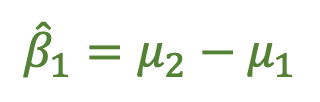 β̂₁ = μ₂ − μ₁